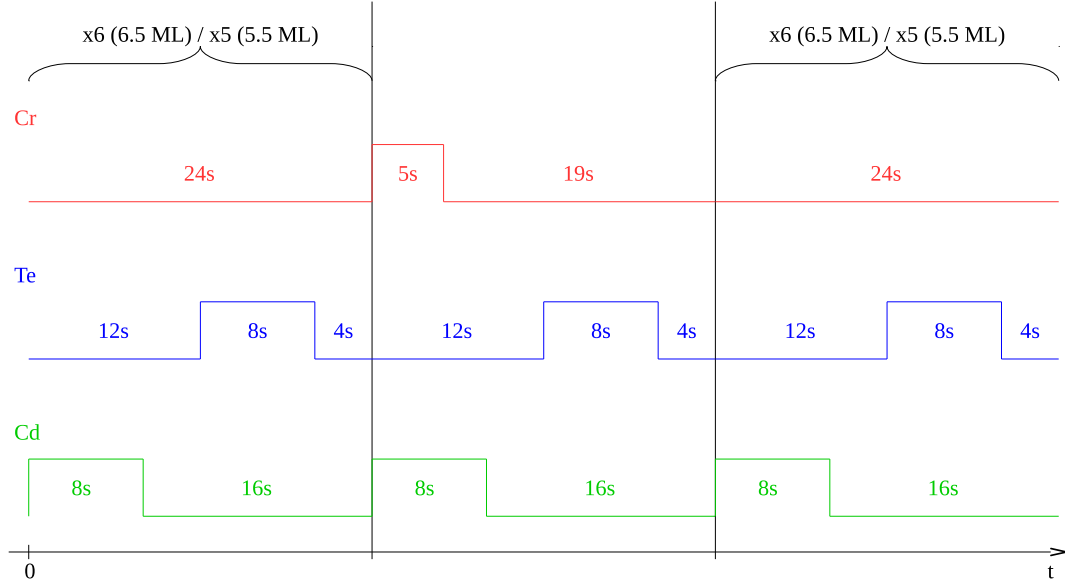 x6 (6.5 ML) / x5 (5.5 ML) x6 (6.5 ML) / x5 (5.5 ML)
Cr
24s 5s 19s 24s
Te
12s 8s 4s 12s 8s 4s 12s 8s 4s
Cd
8s 16s 8s 16s 8s 16s
0 t